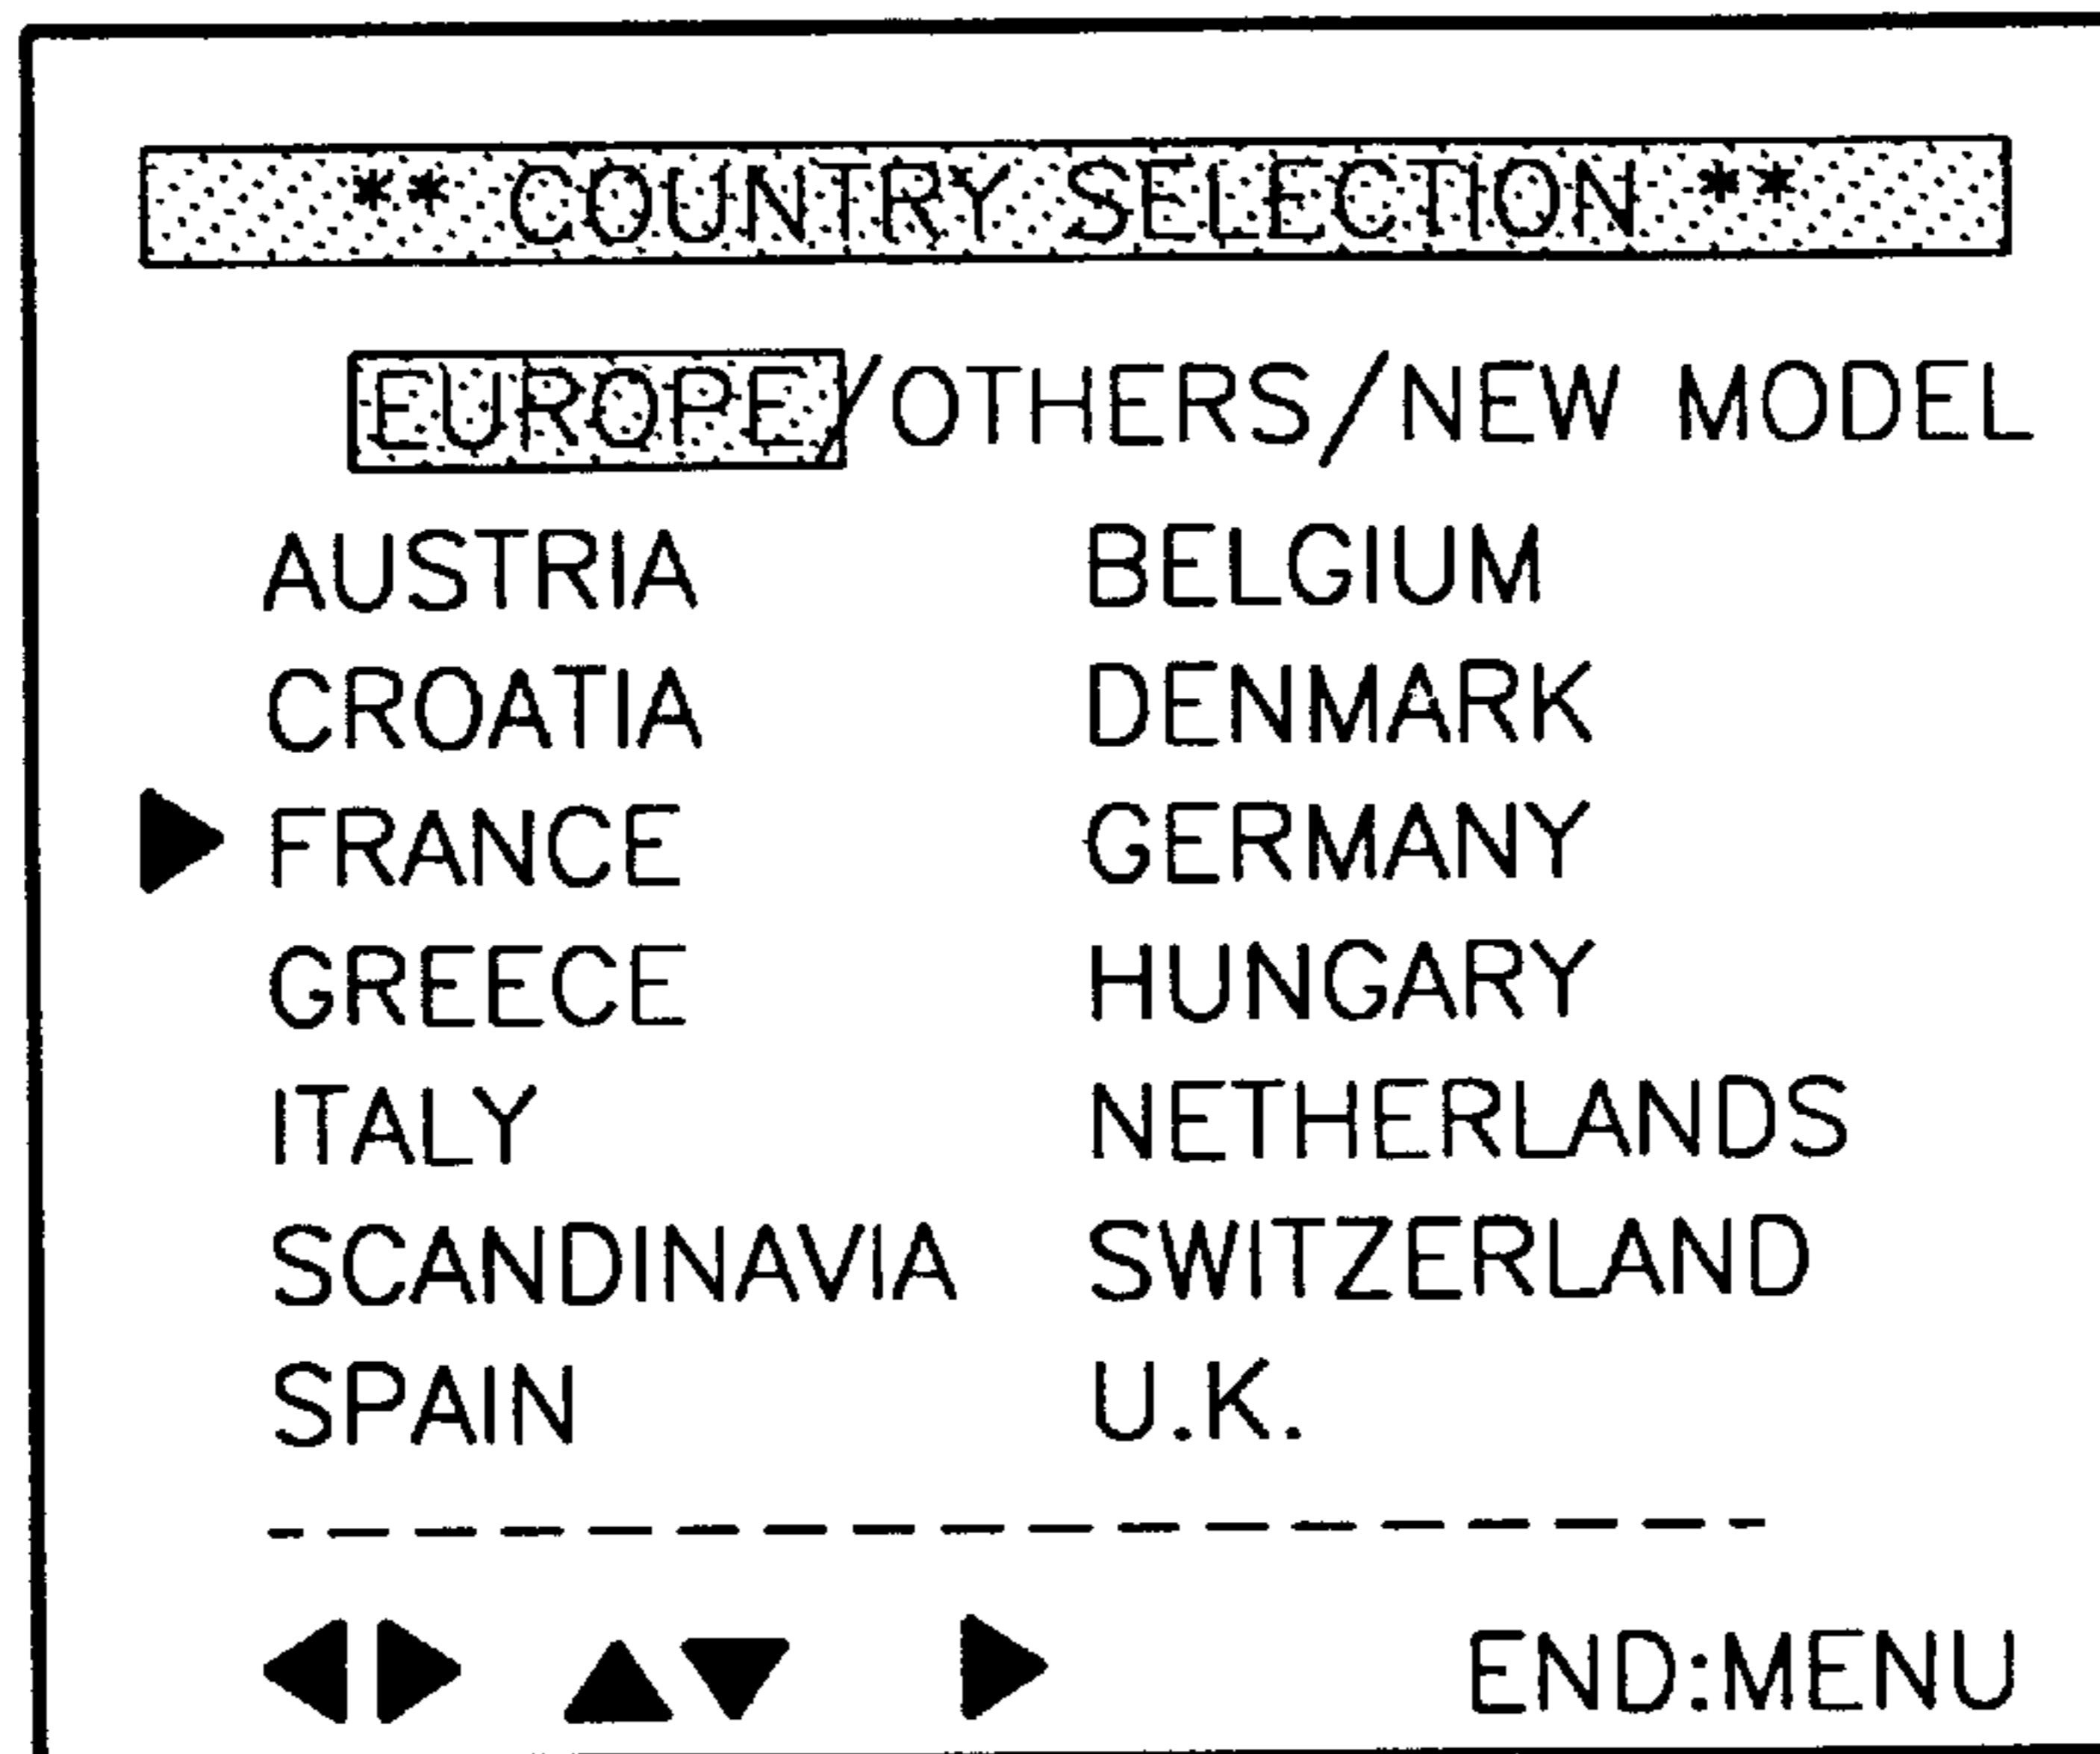 ** COUNTRY SELECTION **
EUROPE/OTHERS/NEW MODEL
AUSTRIA BELGIUM
CROATIA DENMARK
▶ FRANCE GERMANY
GREECE HUNGARY
ITALY NETHERLANDS
SCANDINAVIA SWITZERLAND
SPAIN U.K.
◀▶ ▲▼ ▶ END:MENU